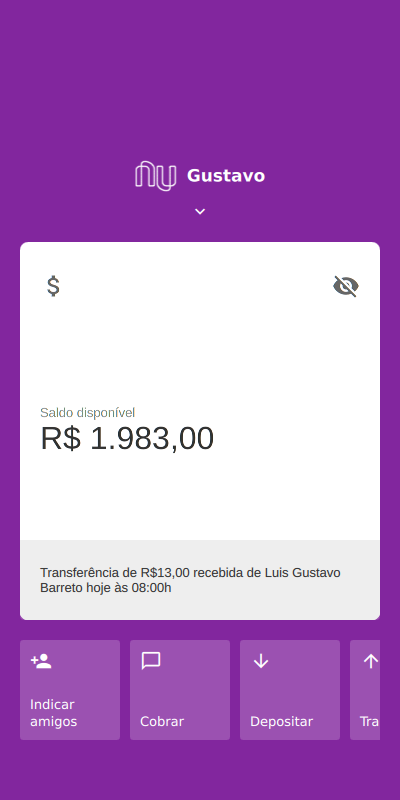 nu Gustavo
$
Saldo disponível
R$ 1.983,00
Transferência de R$13,00 recebida de Luis Gustavo
Barreto hoje às 08:00h
Indicar
amigos
Cobrar
Depositar
Tra